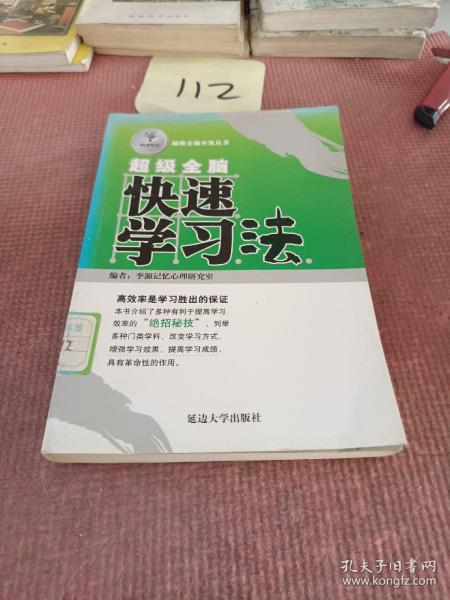 112
超级全脑开发丛书
超级全脑
快速
学习法
编者：李源记忆心理研究室
高效率是学习胜出的保证
本书介绍了多种有利于提高学习
效率的“绝招秘技”，列举
多种门类学科，改变学习方式，
增强学习效果，提高学习成绩，
具有革命性的作用。
延边大学出版社
孔夫子旧书网
www.kongfz.com